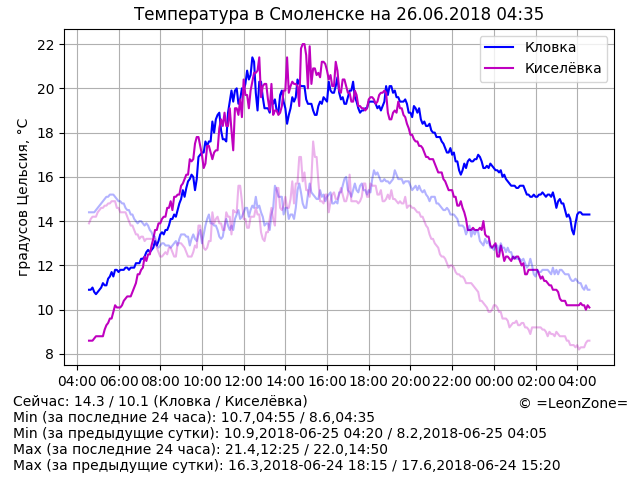 Температура в Смоленске на 26.06.2018 04:35
градусов Цельсия, °C
22
20
18
16
14
12
10
8
Кловка
Киселёвка
04:00 06:00 08:00 10:00 12:00 14:00 16:00 18:00 20:00 22:00 00:00 02:00 04:00
Сейчас: 14.3 / 10.1 (Кловка / Киселёвка)
© =LeonZone=
Min (за последние 24 часа): 10.7,04:55 / 8.6,04:35
Min (за предыдущие сутки): 10.9,2018-06-25 04:20 / 8.2,2018-06-25 04:05
Max (за последние 24 часа): 21.4,12:25 / 22.0,14:50
Max (за предыдущие сутки): 16.3,2018-06-24 18:15 / 17.6,2018-06-24 15:20